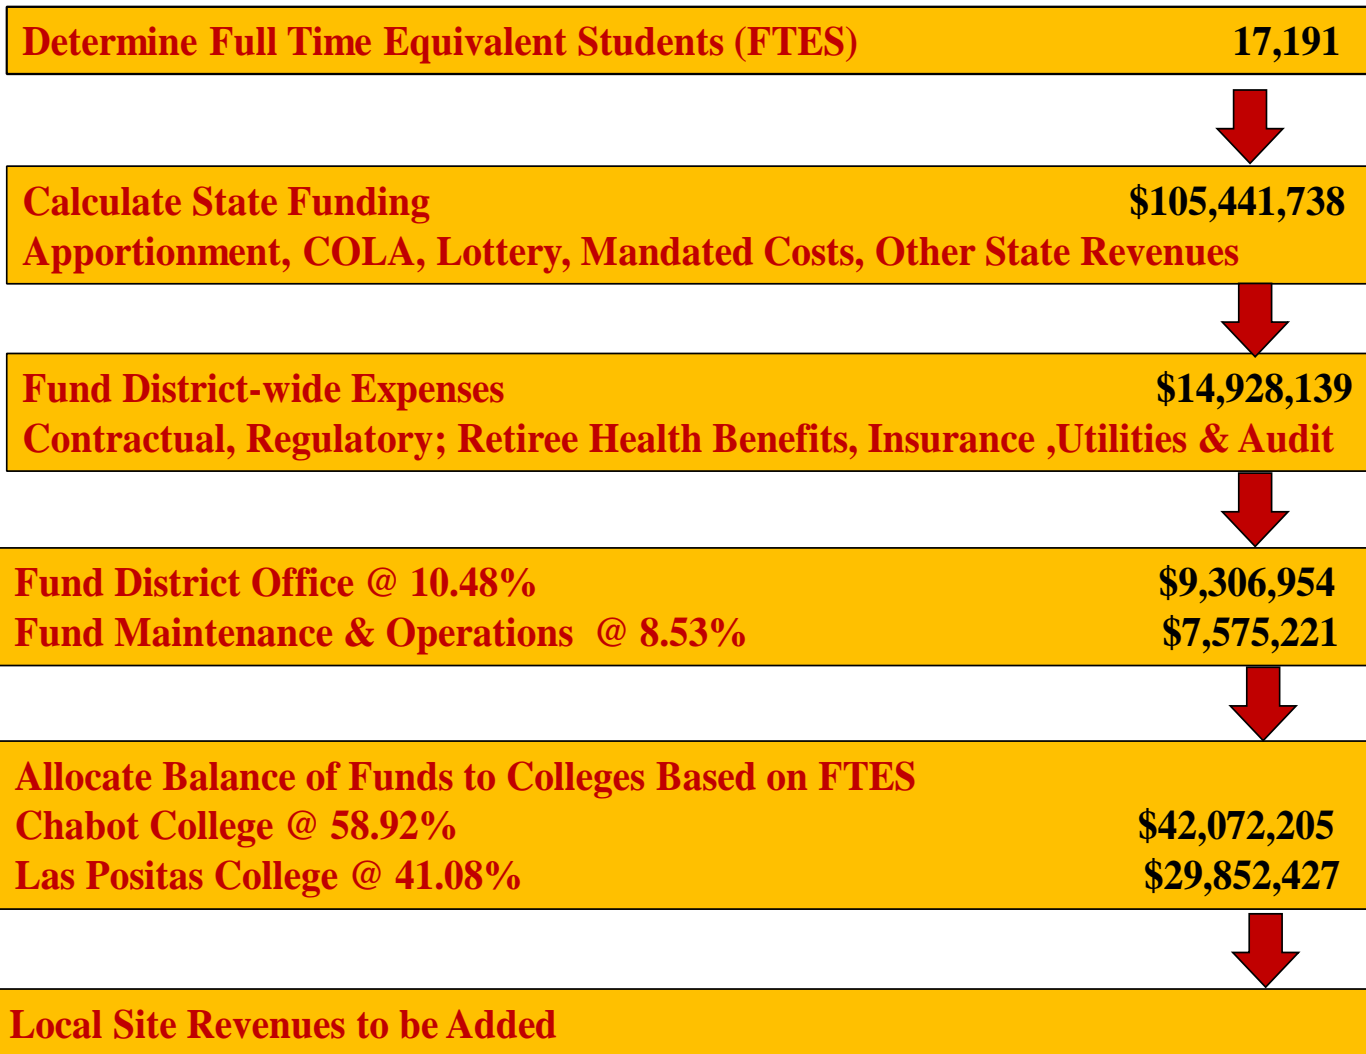 Determine Full Time Equivalent Students (FTES) 17,191
Calculate State Funding $105,441,738
Apportionment, COLA, Lottery, Mandated Costs, Other State Revenues
Fund District-wide Expenses $14,928,139
Contractual, Regulatory; Retiree Health Benefits, Insurance ,Utilities & Audit
Fund District Office @ 10.48% $9,306,954
Fund Maintenance & Operations @ 8.53% $7,575,221
Allocate Balance of Funds to Colleges Based on FTES
Chabot College @ 58.92% $42,072,205
Las Positas College @ 41.08% $29,852,427
Local Site Revenues to be Added